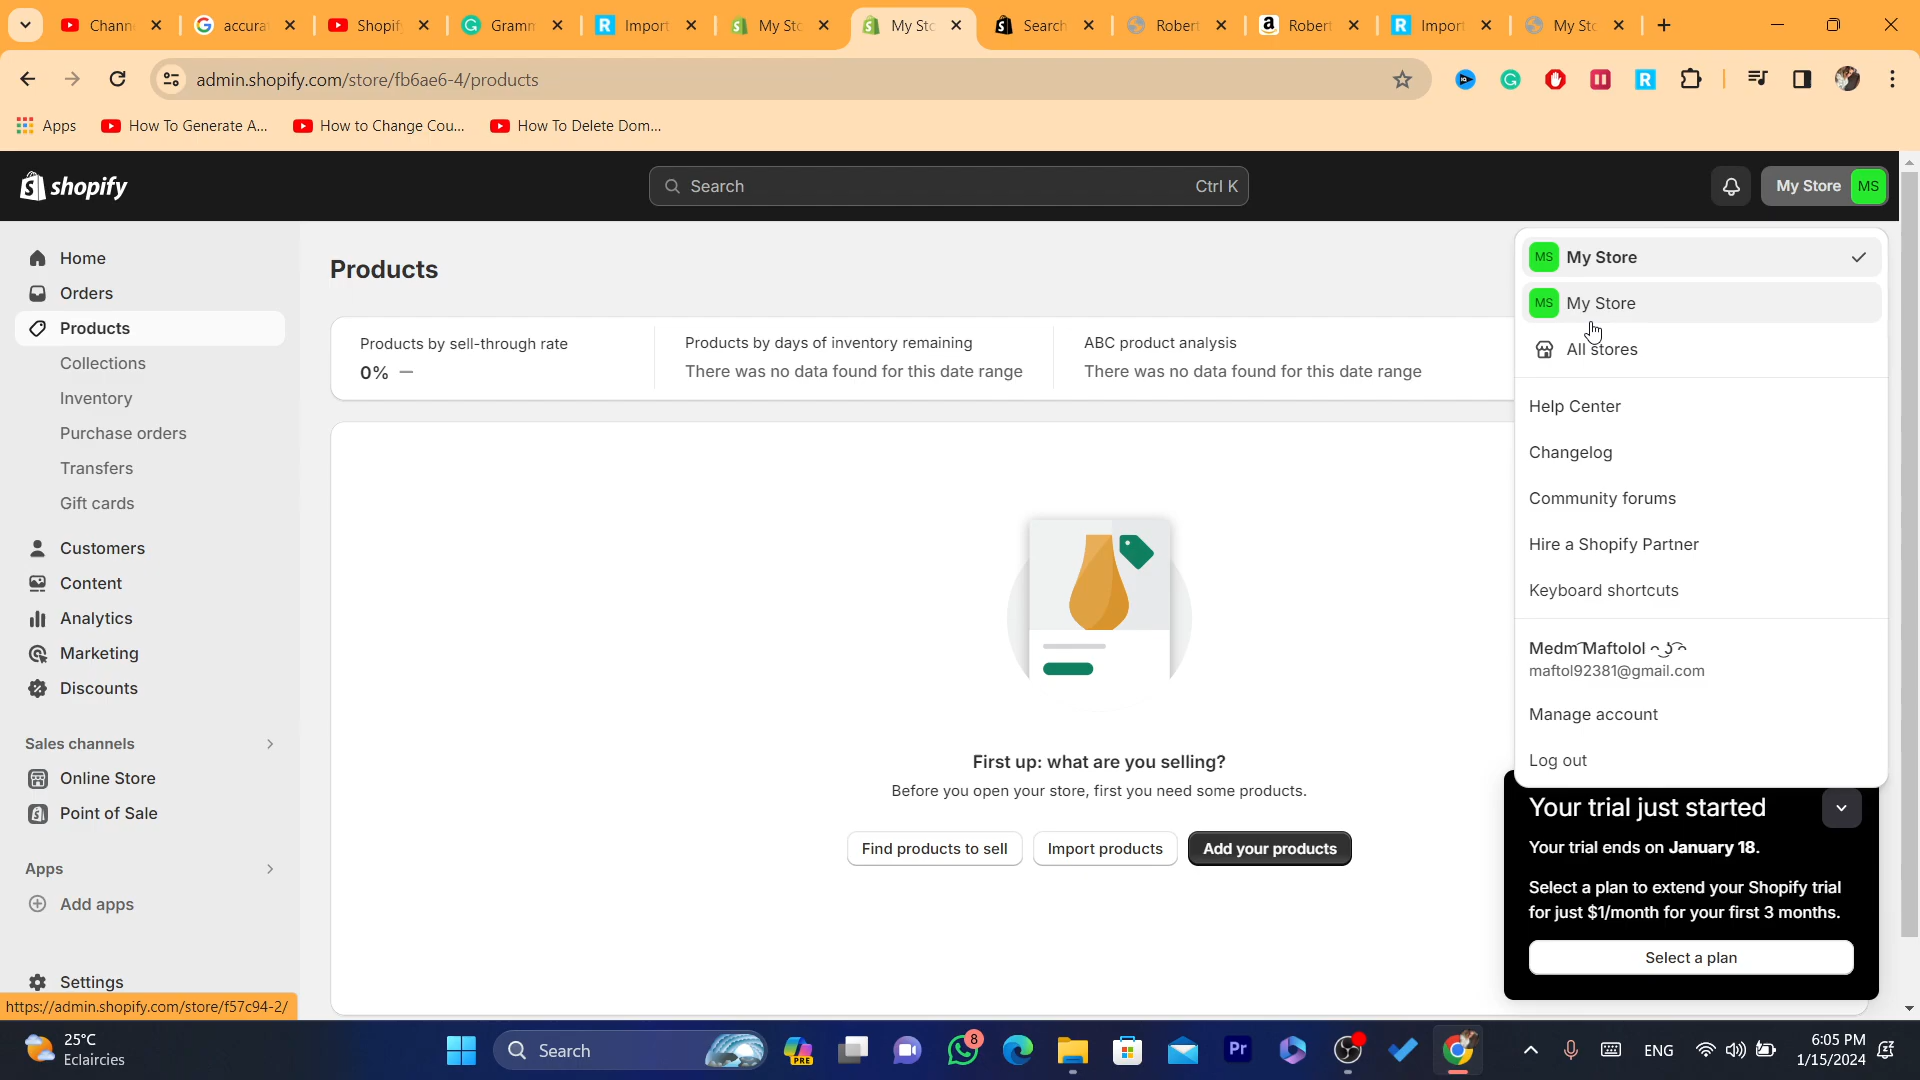 Chann
accura
Shopif
Gramm
Import
My Sto
My Sto
Search
Robert
Robert
Import
My Sto
admin.shopify.com/store/fb6ae6-4/products
Apps
How To Generate A...
How to Change Cou...
How To Delete Dom...
shopify
Search
Ctrl K
My Store
MS
Home
Orders
Products
Collections
Inventory
Purchase orders
Transfers
Gift cards
Customers
Content
Analytics
Marketing
Discounts
Sales channels
Online Store
Point of Sale
Apps
Add apps
Settings
https://admin.shopify.com/store/f57c94-2/
Products
Products by sell-through rate
0% —
Products by days of inventory remaining
There was no data found for this date range
ABC product analysis
There was no data found for this date range
First up: what are you selling?
Before you open your store, first you need some products.
Find products to sell
Import products
Add your products
MS My Store
MS My Store
All stores
Help Center
Changelog
Community forums
Hire a Shopify Partner
Keyboard shortcuts
Medm Maftolol
maftol92381@gmail.com
Manage account
Log out
Your trial just started
Your trial ends on January 18.
Select a plan to extend your Shopify trial
for just $1/month for your first 3 months.
Select a plan
25°C
Eclaircies
Search
PRE
8
Pr
ENG
6:05 PM
1/15/2024